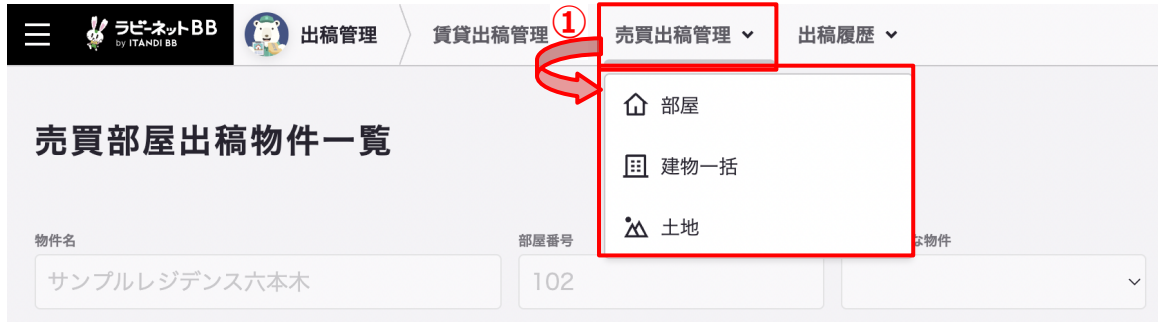 ラビーネットBB
by ITANDI BB
出稿管理
賃貸出稿管理
①
売買出稿管理
出稿履歴
部屋
建物一括
土地
売買部屋出稿物件一覧
物件名
部屋番号
な物件
サンプルレジデンス六本木
102